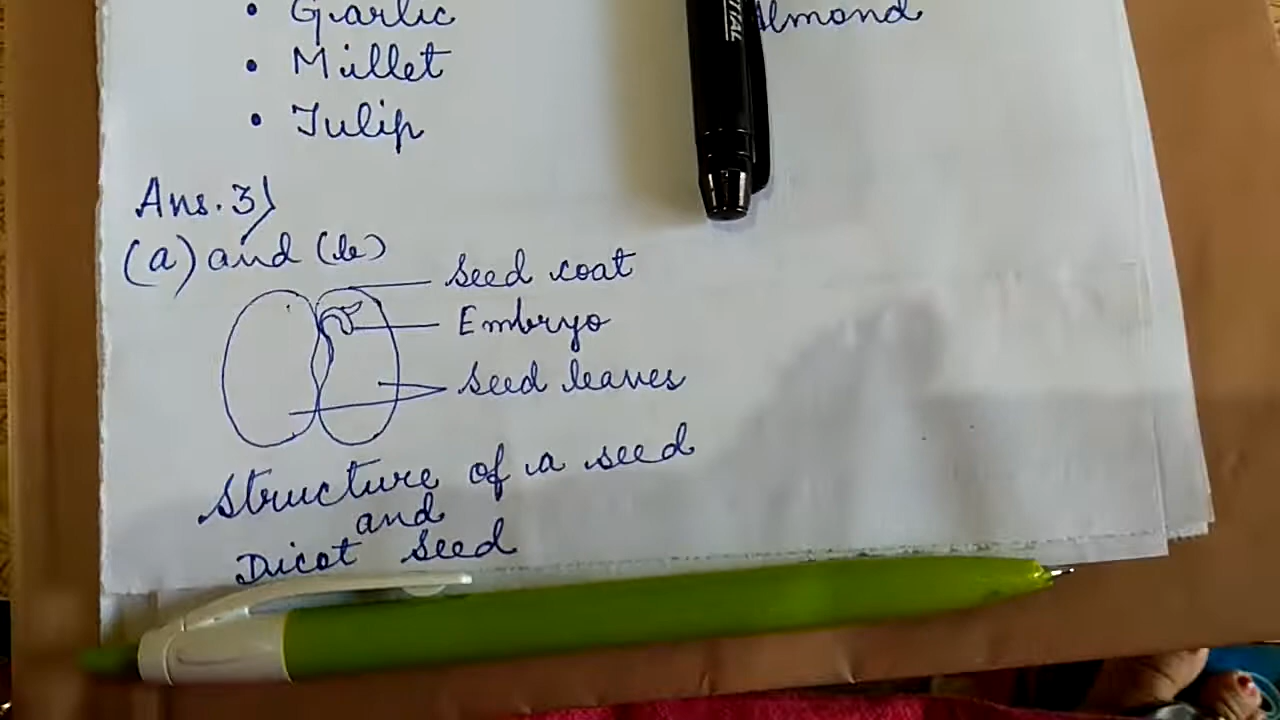 • Garlic
Almond
• Millet
• Tulip
Ans. 3)
(a) and (b)
Seed coat
Embryo
Seed leaves
Structure of a seed
and
Dicot Seed